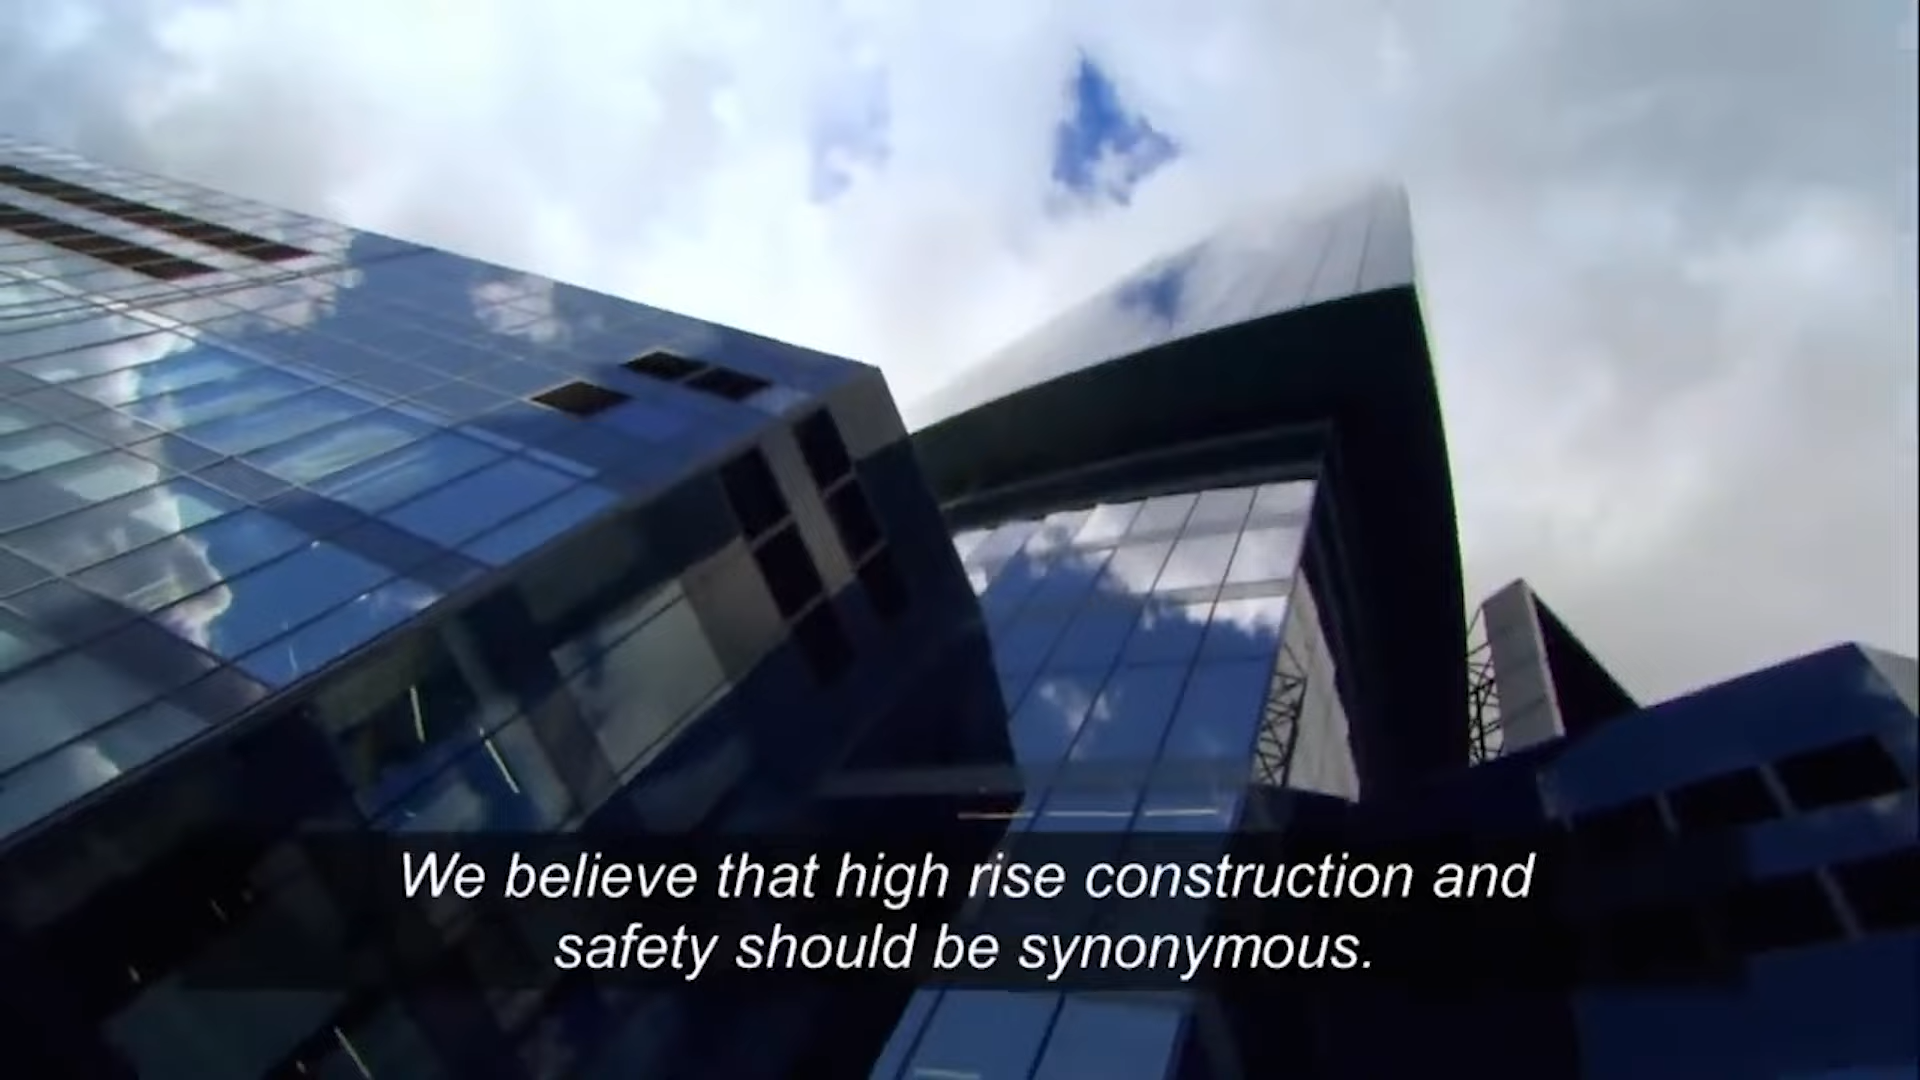 We believe that high rise construction and
safety should be synonymous.